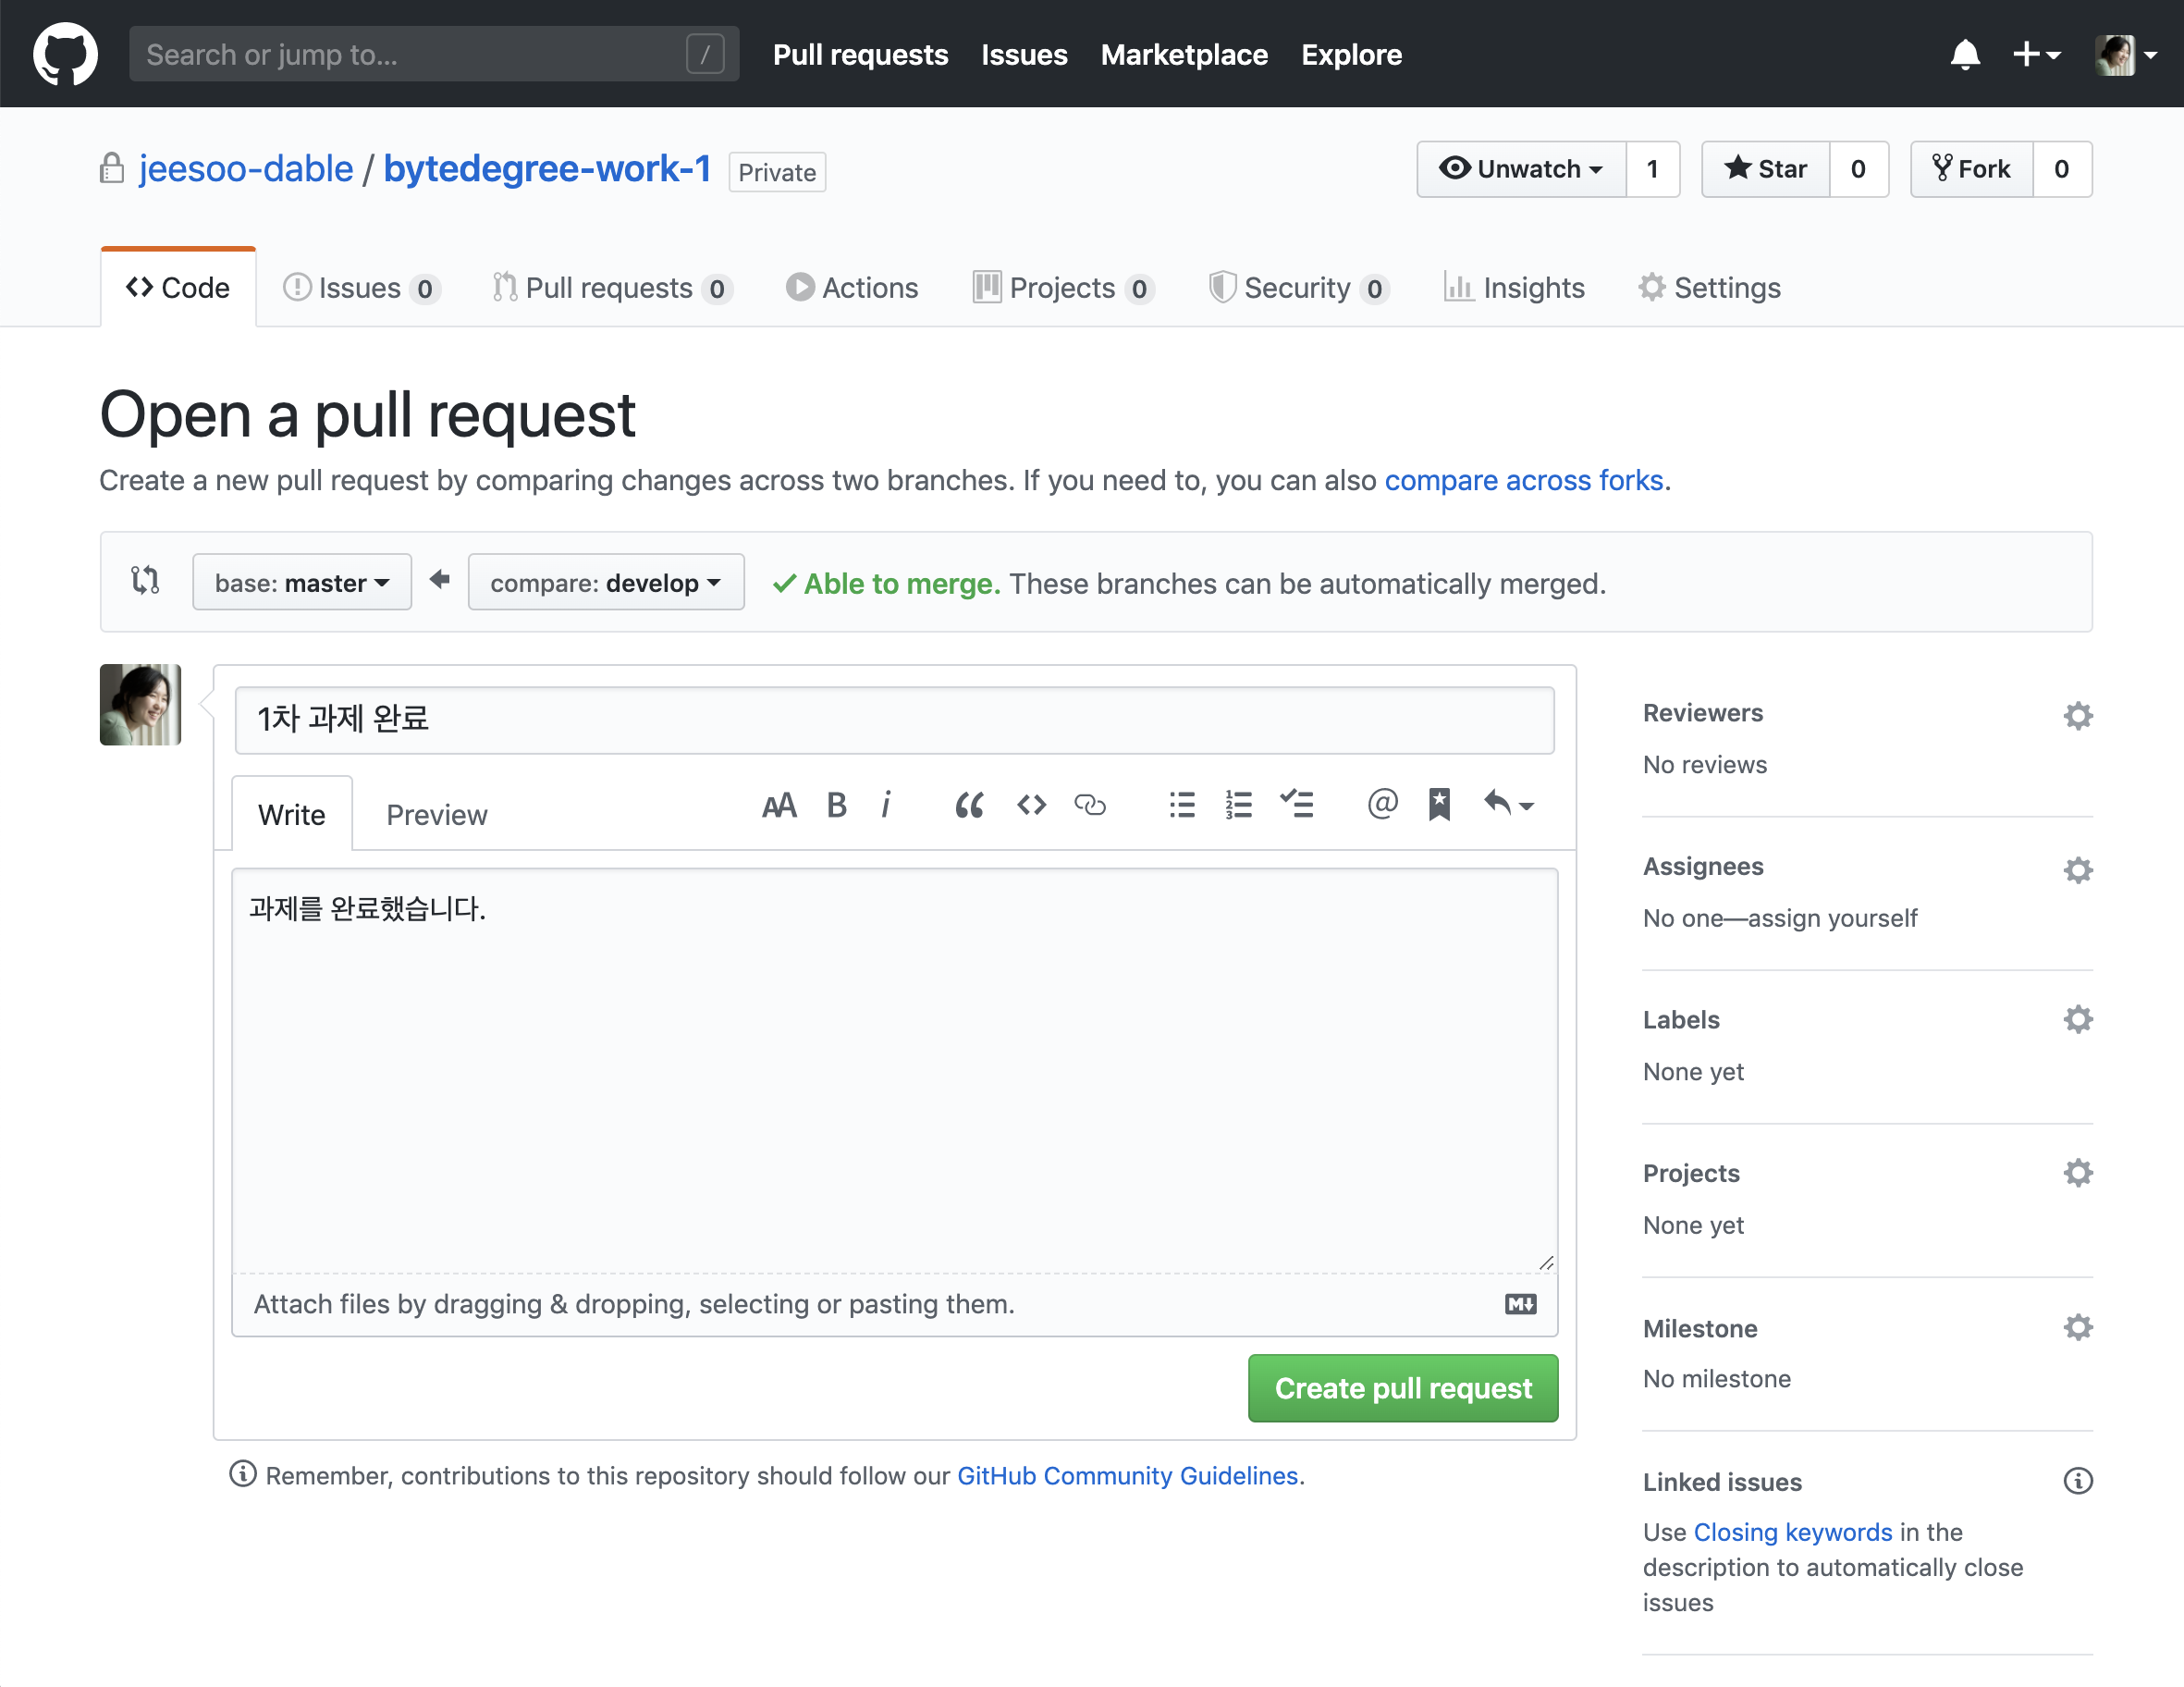 Search or jump to... /
Pull requests Issues Marketplace Explore
jeesoo-dable / bytedegree-work-1 Private
Unwatch 1 Star 0 Fork 0
Code Issues 0 Pull requests 0 Actions Projects 0 Security 0 Insights Settings
Open a pull request
Create a new pull request by comparing changes across two branches. If you need to, you can also compare across forks.
base: master compare: develop Able to merge. These branches can be automatically merged.
1차 과제 완료
Write Preview
과제를 완료했습니다.
Attach files by dragging & dropping, selecting or pasting them.
Create pull request
Remember, contributions to this repository should follow our GitHub Community Guidelines.
Reviewers
No reviews
Assignees
No one—assign yourself
Labels
None yet
Projects
None yet
Milestone
No milestone
Linked issues
Use Closing keywords in the
description to automatically close
issues